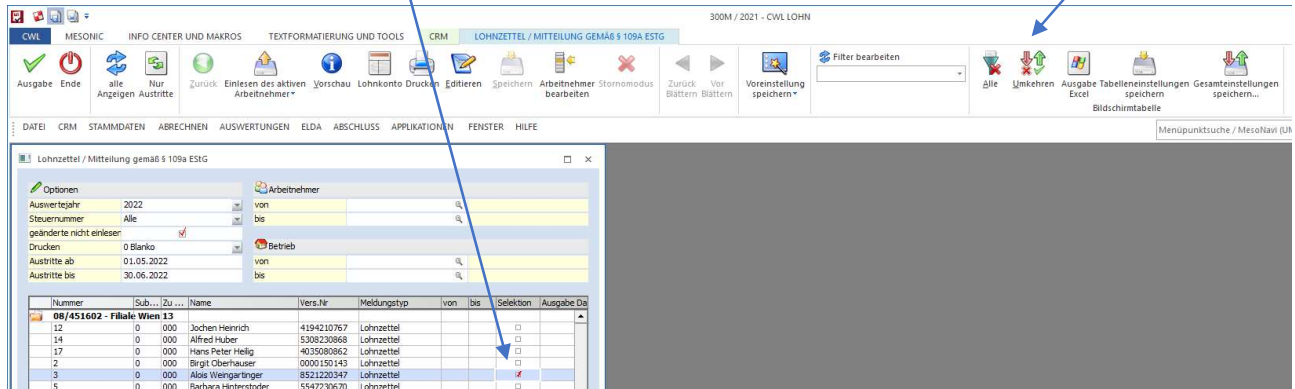 300M / 2021 - CWL LOHN
CWL MESONIC INFO CENTER UND MAKROS TEXTFORMATIERUNG UND TOOLS CRM LOHNZETTEL / MITTEILUNG GEMÄß § 109A ESTG
Ausgabe Ende alle Anzeigen Nur Austritte Zurück Einlesen des aktiven Arbeitnehmer Vorschau Lohnkonto Drucken Editieren Speichern Arbeitnehmer bearbeiten Stornomodus Zurück Blättern Vor Blättern Voreinstellung speichern Filter bearbeiten Alle Umkehren Ausgabe Excel Tabelleneinstellungen speichern Gesamteinstellungen speichern...
Bildschirmtabelle
DATEI CRM STAMMDATEN ABRECHNEN AUSWERTUNGEN ELDA ABSCHLUSS APPLIKATIONEN FENSTER HILFE
Menüpunktsuche / MesoNavi (UM
Lohnzettel / Mitteilung gemäß § 109a EStG
Optionen Arbeitnehmer
Auswertejahr 2022 von
Steuernummer Alle bis
geänderte nicht einlesen
Drucken 0 Blanko Betrieb
Austritte ab 01.05.2022 von
Austritte bis 30.06.2022 bis
Nummer Sub... Zu ... Name Vers.Nr Meldungstyp von bis Selektion Ausgabe Da
08/451602 - Filiale Wien 13
12 0 000 Jochen Heinrich 4194210767 Lohnzettel
14 0 000 Alfred Huber 5308230868 Lohnzettel
17 0 000 Hans Peter Heilig 4035080862 Lohnzettel
2 0 000 Birgit Oberhauser 0000150143 Lohnzettel
3 0 000 Alois Weingartinger 8521220347 Lohnzettel
5 0 000 Barbara Hinterstoder 5547230670 Lohnzettel